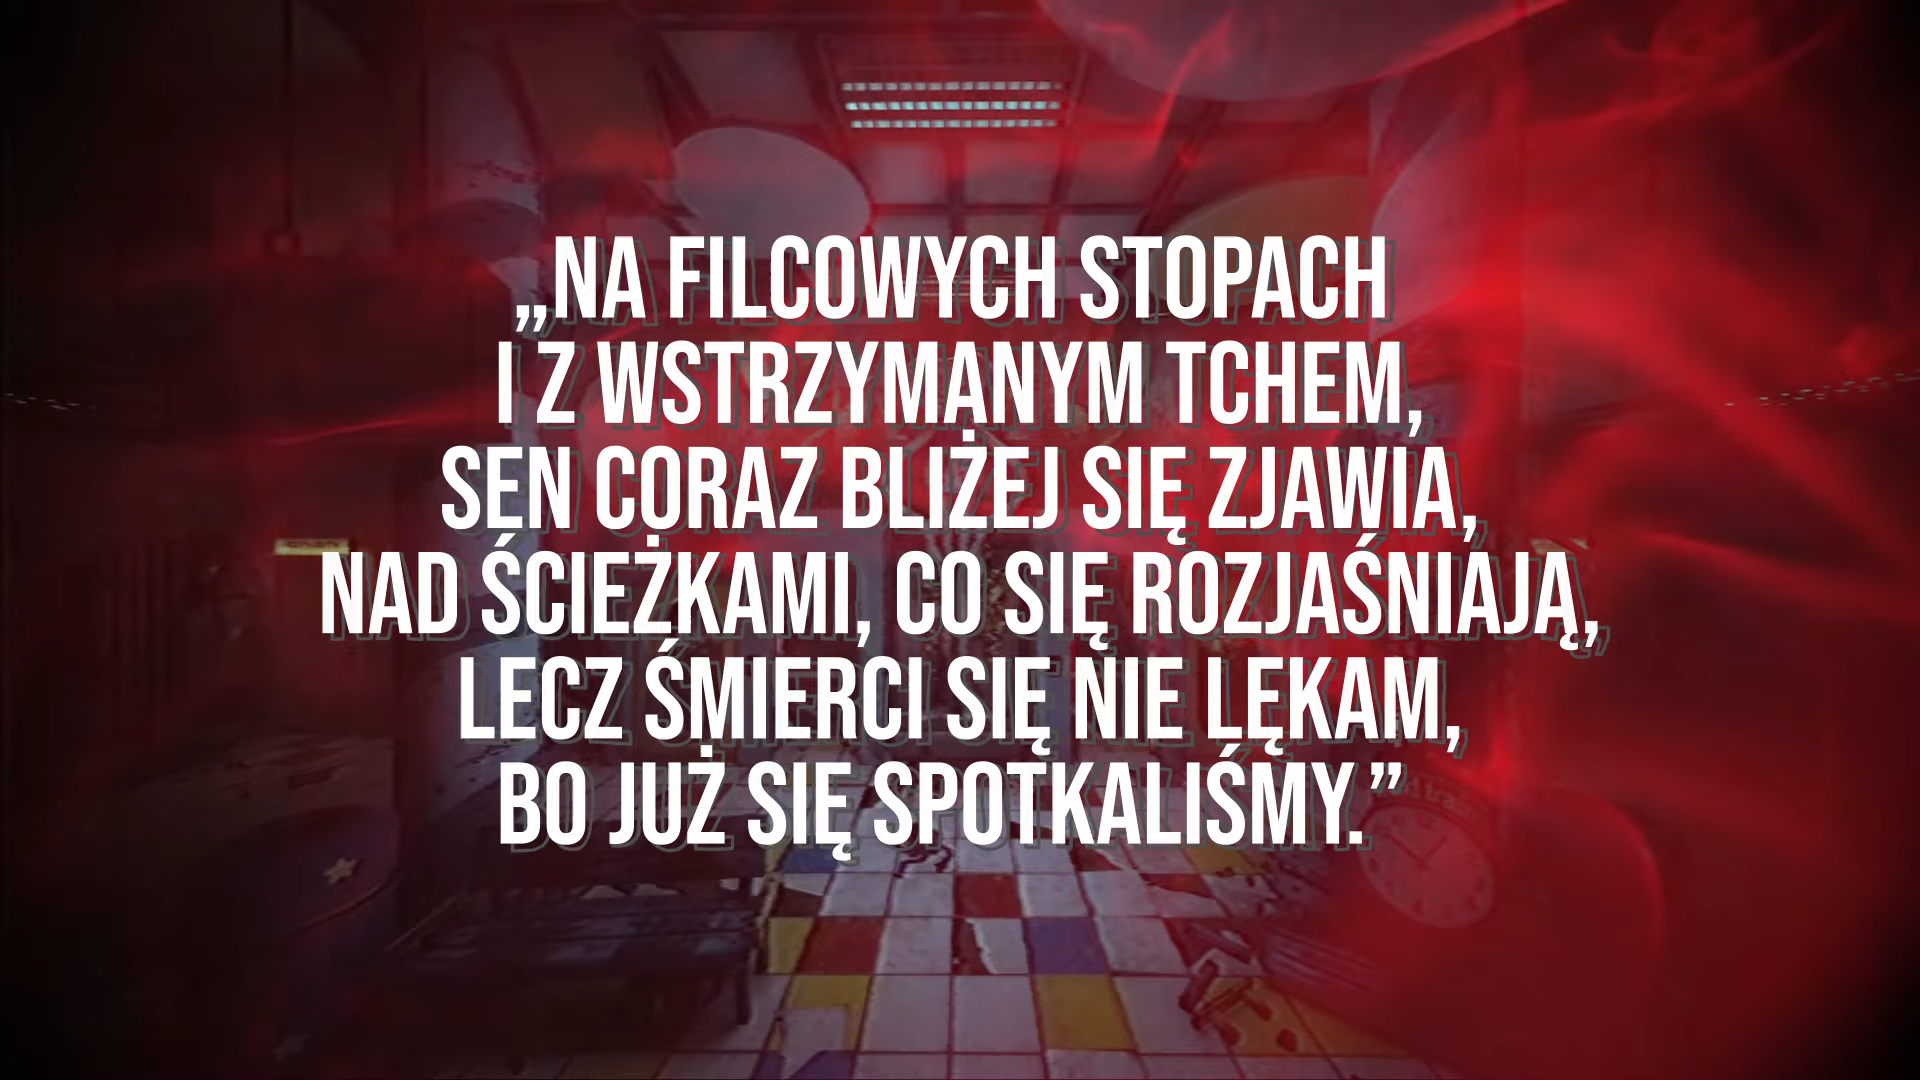 „NA FILCOWYCH STOPACH
I Z WSTRZYMANYM TCHEM,
SEN CORAZ BLIŻEJ SIĘ ZJAWIA,
NAD ŚCIEŻKAMI, CO SIĘ ROZJAŚNIAJĄ,
LECZ ŚMIERCI SIĘ NIE LĘKAM,
BO JUŻ SIĘ SPOTKALIŚMY.”